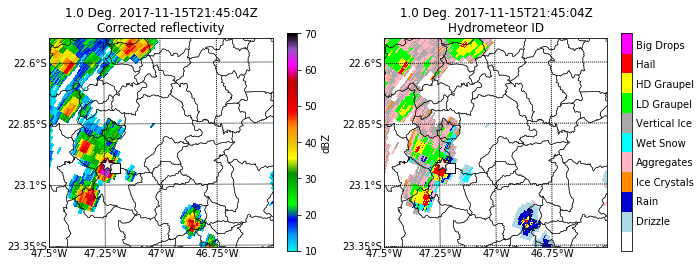 1.0 Deg. 2017-11-15T21:45:04Z
Corrected reflectivity
22.6°S
22.85°S
23.1°S
23.35°S
47.5°W
47.25°W
47°W
46.75°W
70
60
50
40
30
20
10
dBZ
1.0 Deg. 2017-11-15T21:45:04Z
Hydrometeor ID
22.6°S
22.85°S
23.1°S
23.35°S
47.5°W
47.25°W
47°W
46.75°W
Big Drops
Hail
HD Graupel
LD Graupel
Vertical Ice
Wet Snow
Aggregates
Ice Crystals
Rain
Drizzle